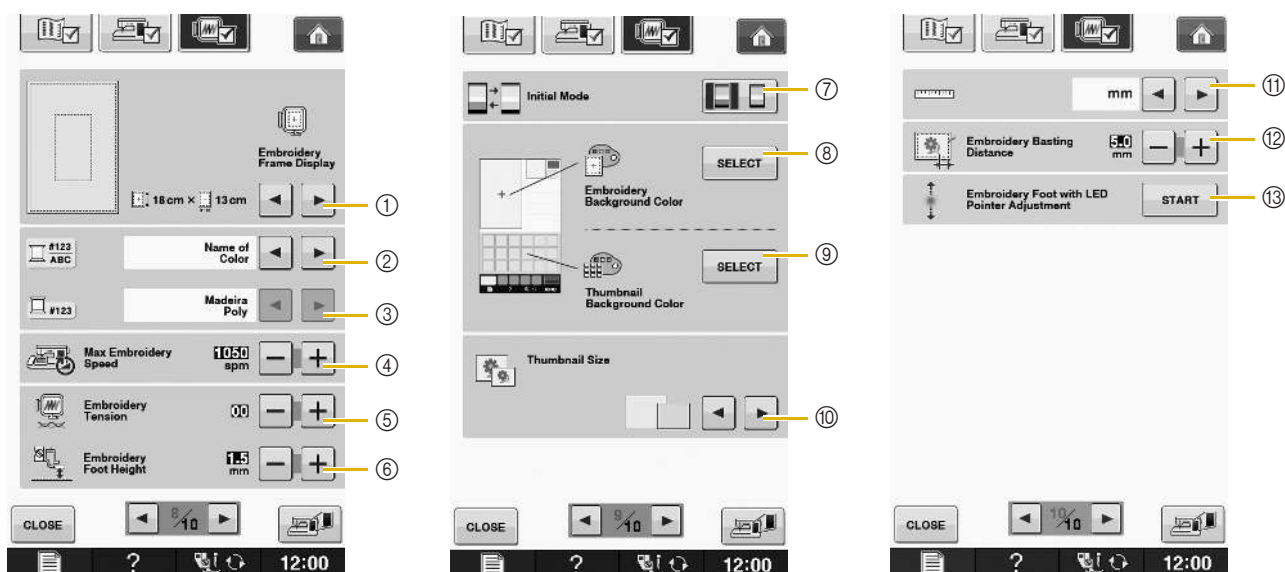 Embroidery
Frame Display
18 cm × 13 cm
①
#123
ABC
Name of
Color
②
#123
Madeira
Poly
③
Max Embroidery
Speed
1050
spm
④
Embroidery
Tension
00
⑤
Embroidery
Foot Height
1.5
mm
⑥
CLOSE
8/10
?
12:00
Initial Mode
⑦
Embroidery
Background Color
SELECT
⑧
Thumbnail
Background Color
SELECT
⑨
Thumbnail Size
⑩
CLOSE
9/10
?
12:00
mm
⑪
Embroidery Basting
Distance
5.0
mm
⑫
Embroidery Foot with LED
Pointer Adjustment
START
⑬
CLOSE
10/10
?
12:00